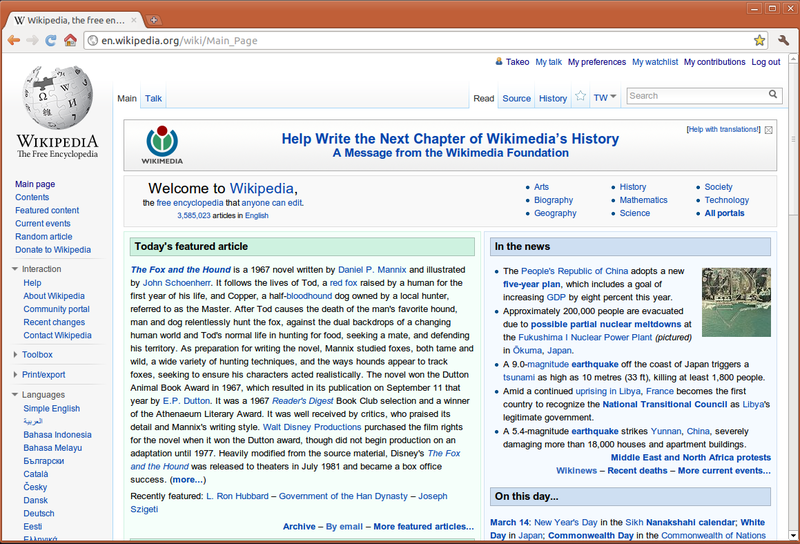 Wikipedia, the free en...
en.wikipedia.org/wiki/Main_Page
Takeo My talk My preferences My watchlist My contributions Log out
Main Talk
Read Source History TW Search
WIKIPEDIA
The Free Encyclopedia
Main page
Contents
Featured content
Current events
Random article
Donate to Wikipedia
Interaction
Help
About Wikipedia
Community portal
Recent changes
Contact Wikipedia
Toolbox
Print/export
Languages
Simple English
العربية
Bahasa Indonesia
Bahasa Melayu
Български
Català
Česky
Dansk
Deutsch
Eesti
Ελληνικά
WIKIMEDIA
Help Write the Next Chapter of Wikimedia's History
A Message from the Wikimedia Foundation
[Help with translations!]
Welcome to Wikipedia,
the free encyclopedia that anyone can edit.
3,585,023 articles in English
Arts
Biography
Geography
History
Mathematics
Science
Society
Technology
All portals
Today's featured article
The Fox and the Hound is a 1967 novel written by Daniel P. Mannix and illustrated
by John Schoenherr. It follows the lives of Tod, a red fox raised by a human for the
first year of his life, and Copper, a half-bloodhound dog owned by a local hunter,
referred to as the Master. After Tod causes the death of the man's favorite hound,
man and dog relentlessly hunt the fox, against the dual backdrops of a changing
human world and Tod's normal life in hunting for food, seeking a mate, and defending
his territory. As preparation for writing the novel, Mannix studied foxes, both tame and
wild, a wide variety of hunting techniques, and the ways hounds appear to track
foxes, seeking to ensure his characters acted realistically. The novel won the Dutton
Animal Book Award in 1967, which resulted in its publication on September 11 that
year by E.P. Dutton. It was a 1967 Reader's Digest Book Club selection and a winner
of the Athenaeum Literary Award. It was well received by critics, who praised its
detail and Mannix's writing style. Walt Disney Productions purchased the film rights
for the novel when it won the Dutton award, though did not begin production on an
adaptation until 1977. Heavily modified from the source material, Disney's The Fox
and the Hound was released to theaters in July 1981 and became a box office
success. (more...)
Recently featured: L. Ron Hubbard – Government of the Han Dynasty – Joseph
Szigeti
Archive – By email – More featured articles...
In the news
The People's Republic of China adopts a new
five-year plan, which includes a goal of
increasing GDP by eight percent this year.
Approximately 200,000 people are evacuated
due to possible partial nuclear meltdowns at
the Fukushima I Nuclear Power Plant (pictured)
in Ōkuma, Japan.
A 9.0-magnitude earthquake off the coast of Japan triggers a
tsunami as high as 10 metres (33 ft), killing at least 1,800 people.
Amid a continued uprising in Libya, France becomes the first
country to recognize the National Transitional Council as Libya's
legitimate government.
A 5.4-magnitude earthquake strikes Yunnan, China, severely
damaging more than 18,000 houses and apartment buildings.
Middle East and North Africa protests
Wikinews – Recent deaths – More current events...
On this day...
March 14: New Year's Day in the Sikh Nanakshahi calendar; White
Day in Japan; Commonwealth Day in the Commonwealth of Nations